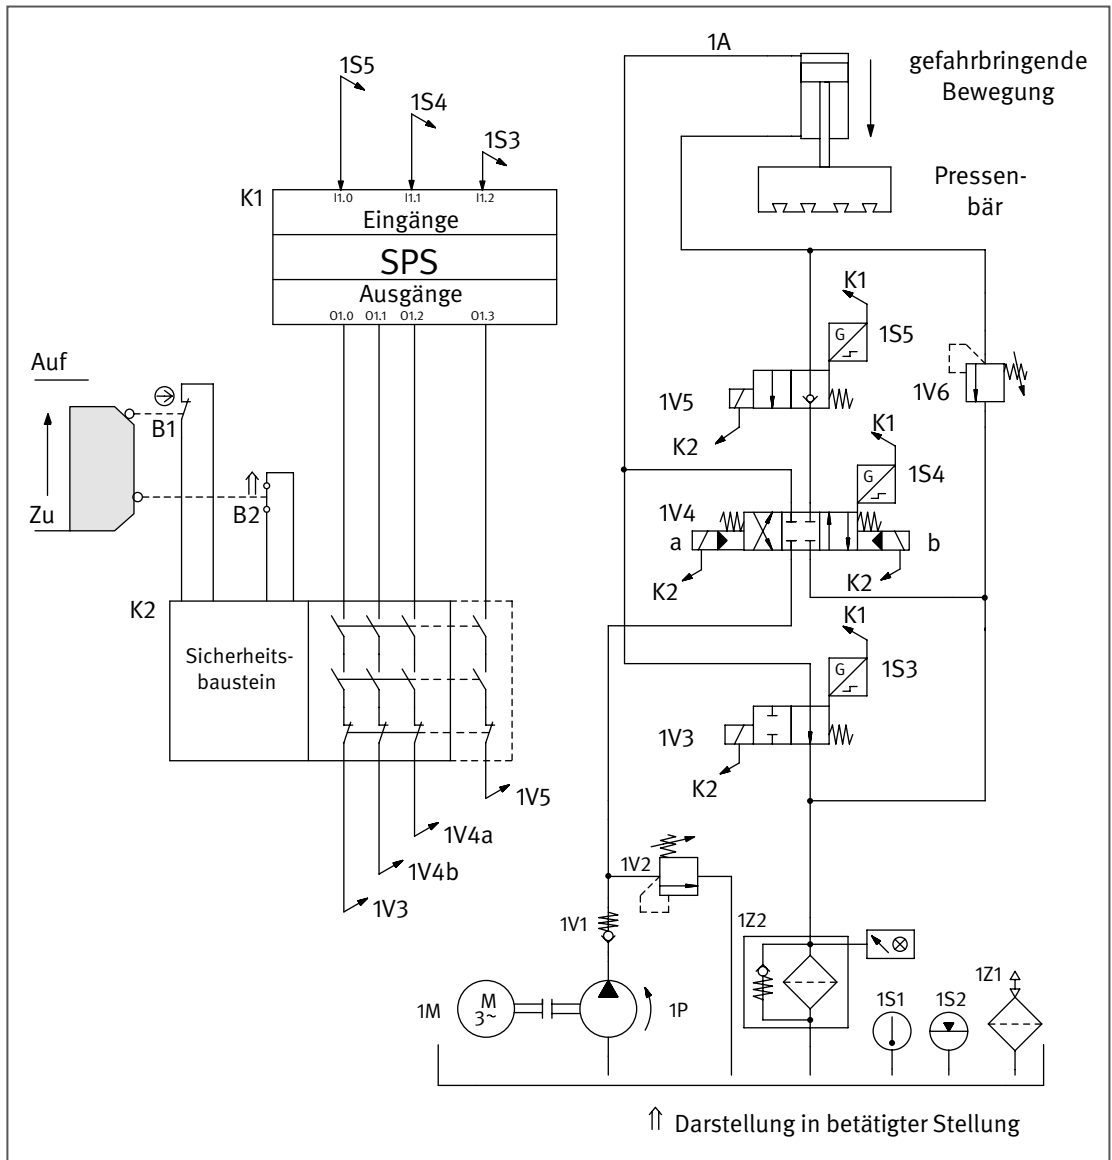 1S5
1S4
1S3
K1
I1.0
I1.1
I1.2
Eingänge
SPS
Ausgänge
O1.0
O1.1
O1.2
O1.3
Auf
B1
Zu
B2
K2
Sicherheits-
baustein
1V5
1V4a
1V4b
1V3
1A
gefahrbringende
Bewegung
Pressen-
bär
K1
G
1S5
1V5
K2
1V6
K1
G
1S4
1V4
a
b
K2
K2
K1
G
1S3
1V3
K2
1V2
1V1
1Z2
1M
M
3~
1P
1S1
1S2
1Z1
⇑ Darstellung in betätigter Stellung